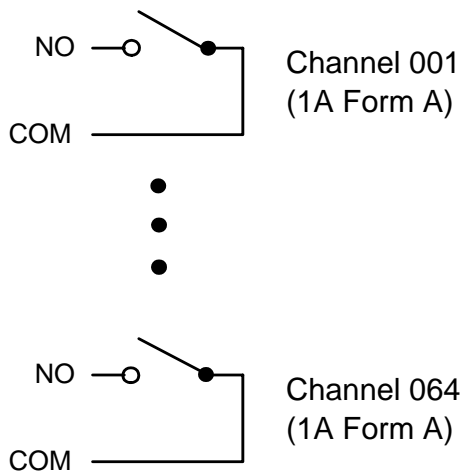 NO
Channel 001
(1A Form A)
COM
NO
Channel 064
(1A Form A)
COM